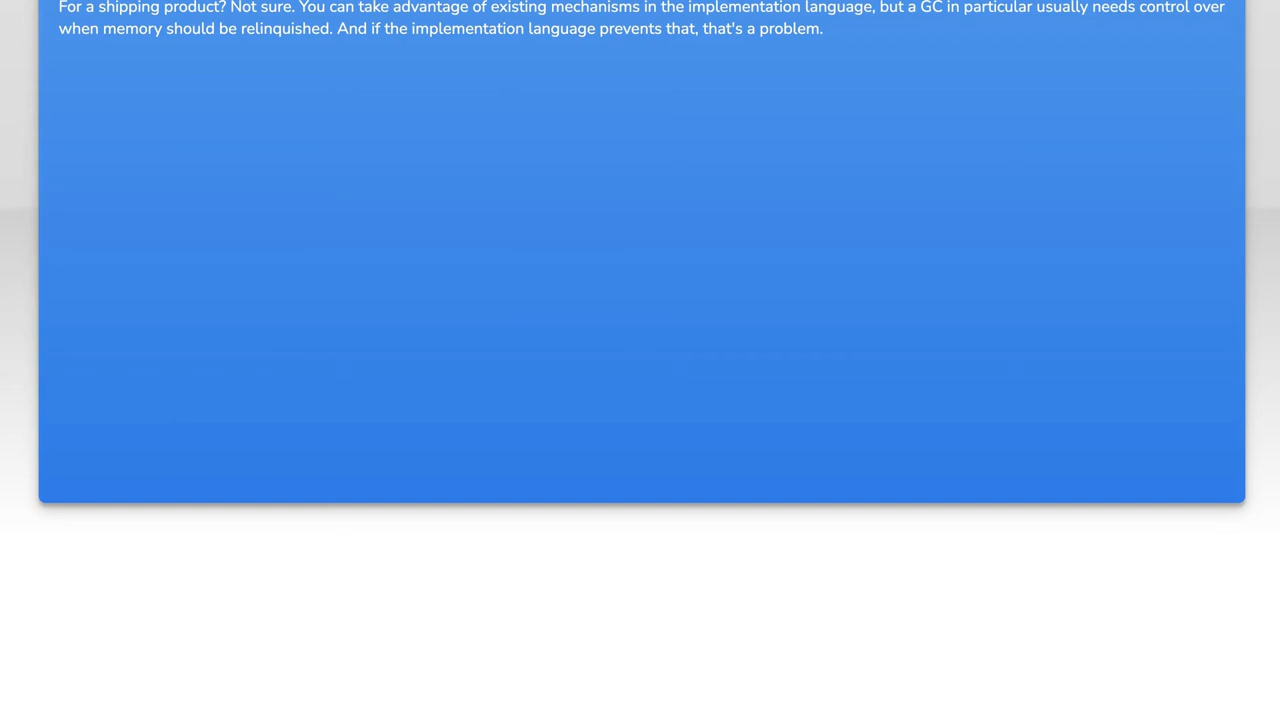 For a shipping product? Not sure. You can take advantage of existing mechanisms in the implementation language, but a GC in particular usually needs control over
when memory should be relinquished. And if the implementation language prevents that, that's a problem.